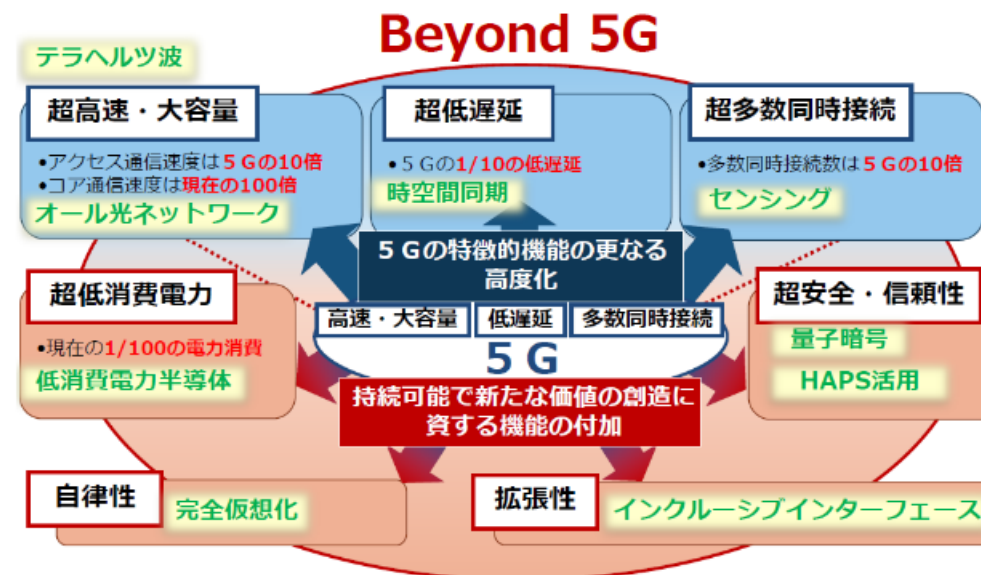 Beyond 5G
テラヘルツ波
超高速・大容量
•アクセス通信速度は5Gの10倍
•コア通信速度は現在の100倍
オール光ネットワーク
超低遅延
•5Gの1/10の低遅延
時空間同期
超多数同時接続
•多数同時接続数は5Gの10倍
センシング
5Gの特徴的機能の更なる
高度化
超低消費電力
•現在の1/100の電力消費
低消費電力半導体
高速・大容量
低遅延
多数同時接続
5G
超安全・信頼性
量子暗号
HAPS活用
持続可能で新たな価値の創造に
資する機能の付加
自律性
完全仮想化
拡張性
インクルーシブインターフェース